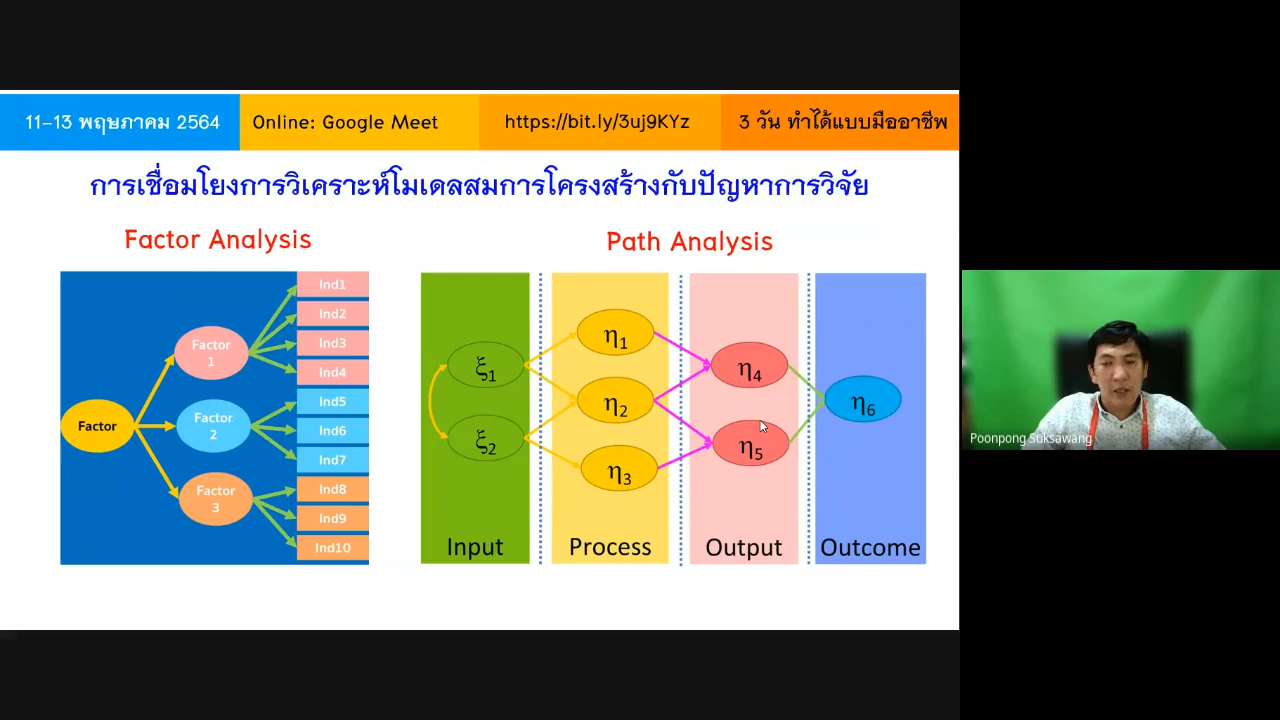 11-13 พฤษภาคม 2564
Online: Google Meet
https://bit.ly/3uj9KYz
3 วัน ทำได้แบบมืออาชีพ
การเชื่อมโยงการวิเคราะห์โมเดลสมการโครงสร้างกับปัญหาการวิจัย
Factor Analysis
Factor
Factor
1
Factor
2
Factor
3
Ind1
Ind2
Ind3
Ind4
Ind5
Ind6
Ind7
Ind8
Ind9
Ind10
Path Analysis
ξ1
ξ2
η1
η2
η3
η4
η5
η6
Input
Process
Output
Outcome
Poonpong Suksawang